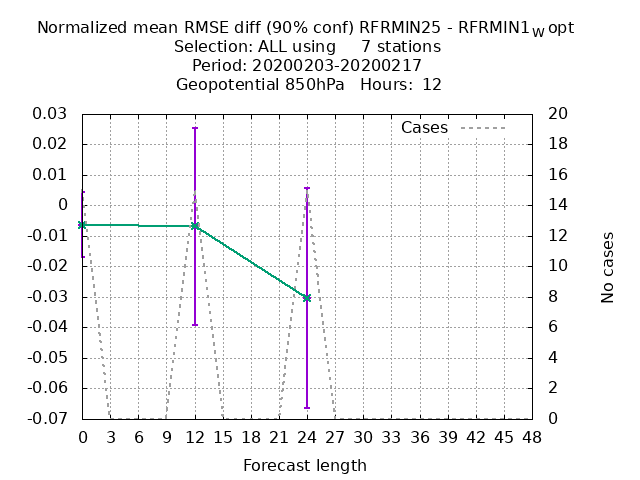 Normalized mean RMSE diff (90% conf) RFRMIN25 - RFRMIN1wopt
Selection: ALL using 7 stations
Period: 20200203-20200217
Geopotential 850hPa Hours: 12
Cases
0.03
0.02
0.01
0
-0.01
-0.02
-0.03
-0.04
-0.05
-0.06
-0.07
20
18
16
14
12
10
8
6
4
2
0
No cases
0 3 6 9 12 15 18 21 24 27 30 33 36 39 42 45 48
Forecast length